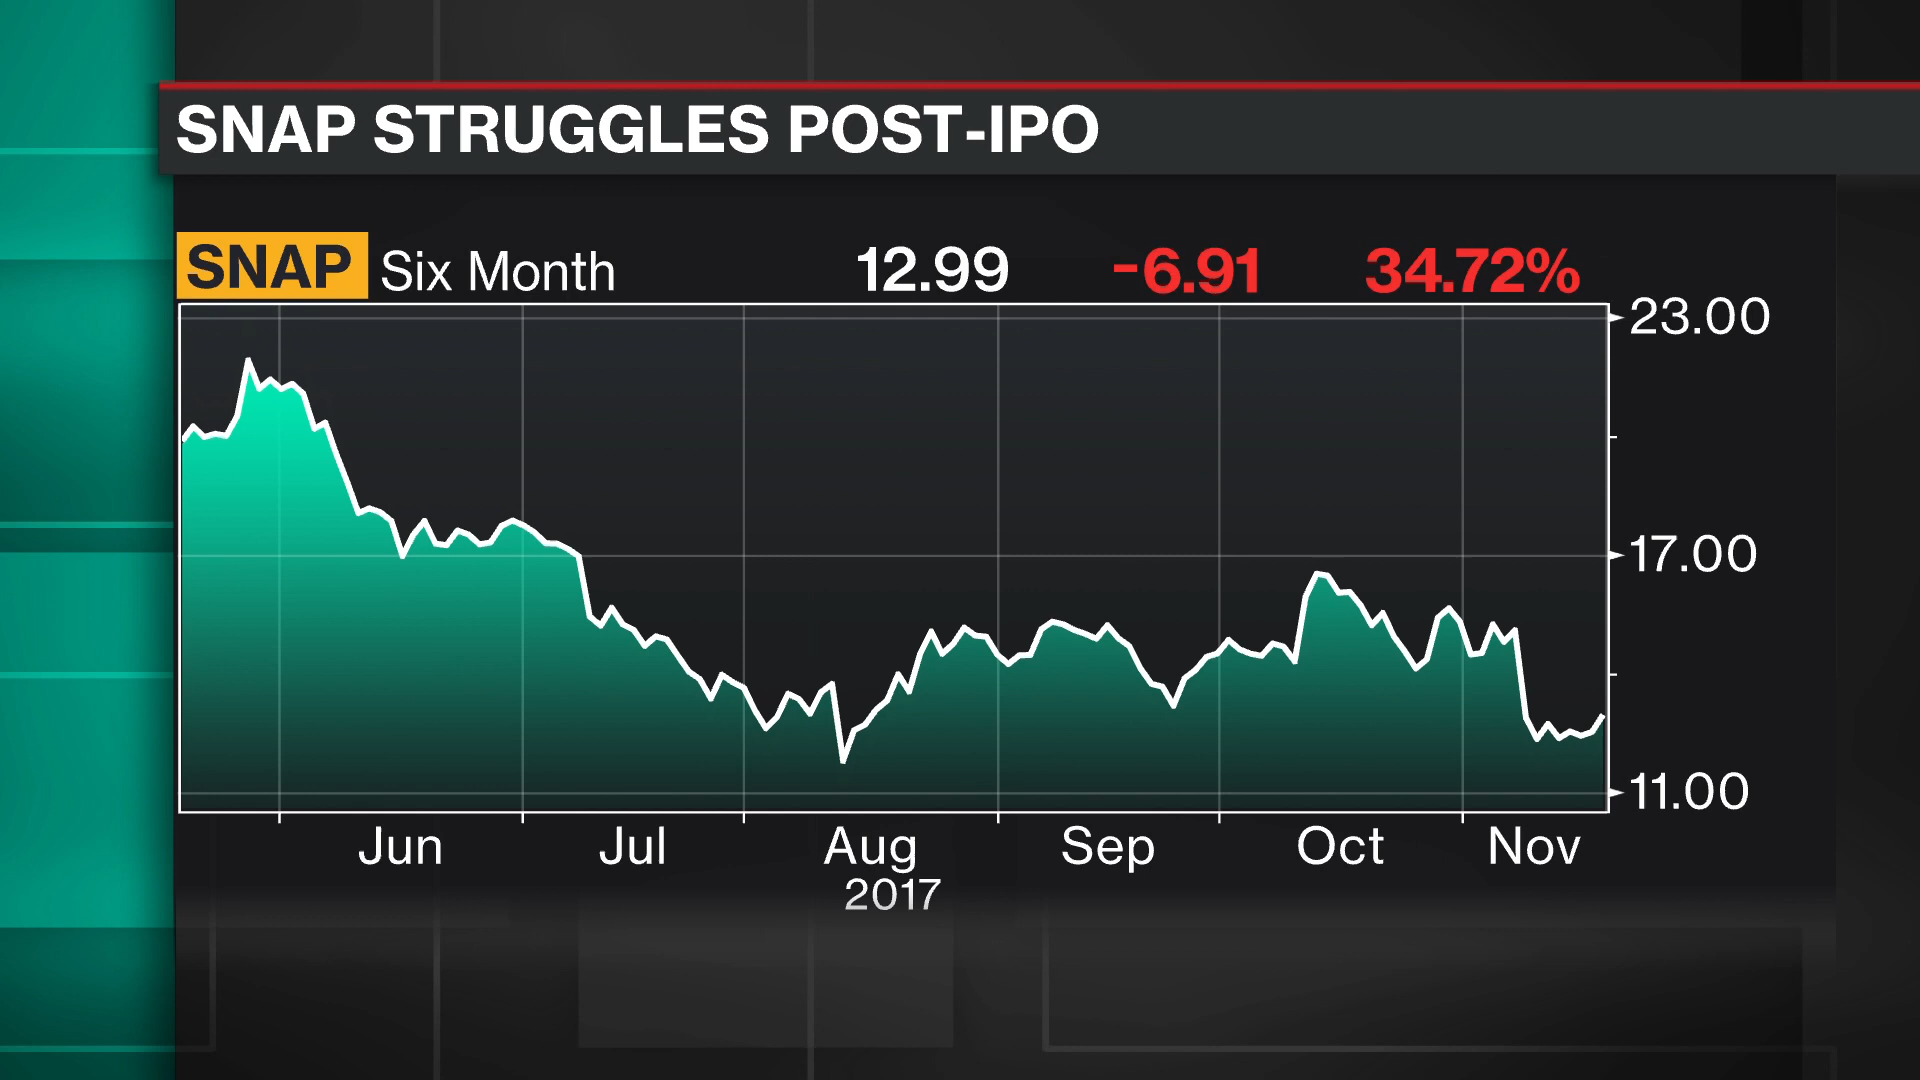 SNAP STRUGGLES POST-IPO
SNAP Six Month 12.99 -6.91 34.72%
23.00
17.00
11.00
Jun Jul Aug Sep Oct Nov
2017